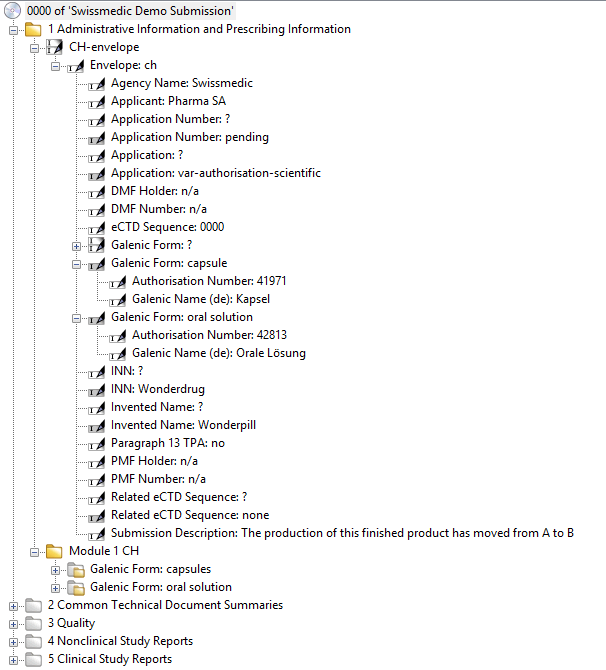 0000 of 'Swissmedic Demo Submission'
1 Administrative Information and Prescribing Information
CH-envelope
Envelope: ch
Agency Name: Swissmedic
Applicant: Pharma SA
Application Number: ?
Application Number: pending
Application: ?
Application: var-authorisation-scientific
DMF Holder: n/a
DMF Number: n/a
eCTD Sequence: 0000
Galenic Form: ?
Galenic Form: capsule
Authorisation Number: 41971
Galenic Name (de): Kapsel
Galenic Form: oral solution
Authorisation Number: 42813
Galenic Name (de): Orale Lösung
INN: ?
INN: Wonderdrug
Invented Name: ?
Invented Name: Wonderpill
Paragraph 13 TPA: no
PMF Holder: n/a
PMF Number: n/a
Related eCTD Sequence: ?
Related eCTD Sequence: none
Submission Description: The production of this finished product has moved from A to B
Module 1 CH
Galenic Form: capsules
Galenic Form: oral solution
2 Common Technical Document Summaries
3 Quality
4 Nonclinical Study Reports
5 Clinical Study Reports